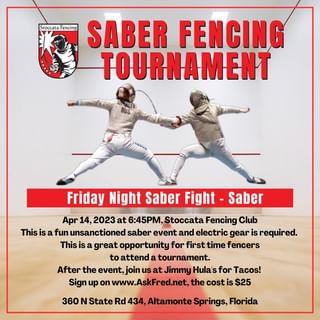 Stoccata Fencing
SABER FENCING
TOURNAMENT
Friday Night Saber Fight - Saber
Apr 14, 2023 at 6:45PM, Stoccata Fencing Club
This is a fun unsanctioned saber event and electric gear is required.
This is a great opportunity for first time fencers
to attend a tournament.
After the event, join us at Jimmy Hula's for Tacos!
Sign up on www.AskFred.net, the cost is $25
360 N State Rd 434, Altamonte Springs, Florida